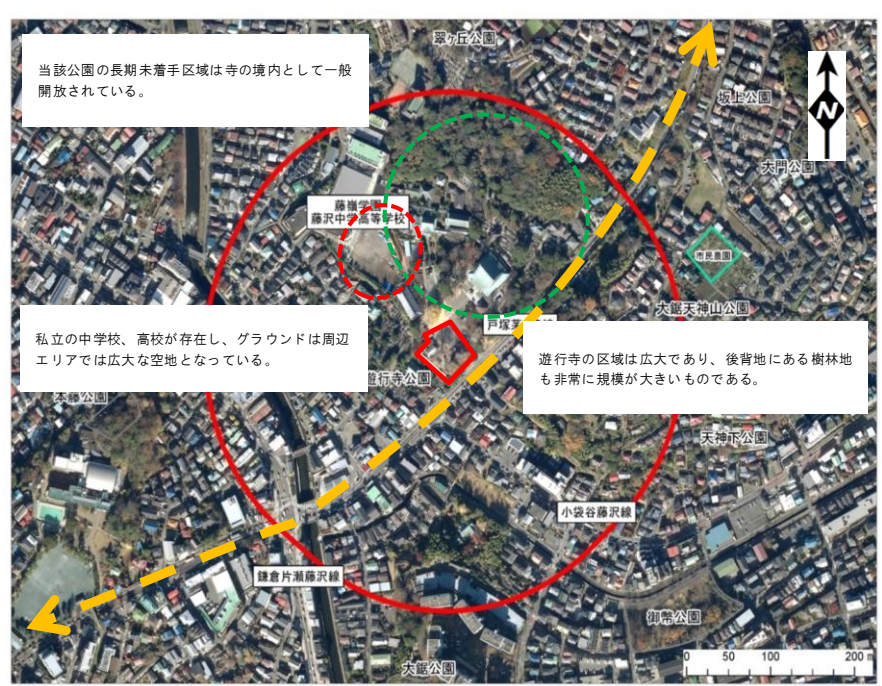 翠ヶ丘公園
当該公園の長期未着手区域は寺の境内として一般
開放されている。
坂上公園
N
大門公園
藤嶺学園
藤沢中学高等学校
市民農園
大鋸天神山公園
戸塚茅
私立の中学校、高校が存在し、グラウンドは周辺
エリアでは広大な空地となっている。
遊行寺の区域は広大であり、後背地にある樹林地
も非常に規模が大きいものである。
遊行寺公園
本藤公園
天神下公園
小袋谷藤沢線
鎌倉片瀬藤沢線
御幣公園
大鋸公園
0 50 100 200 m